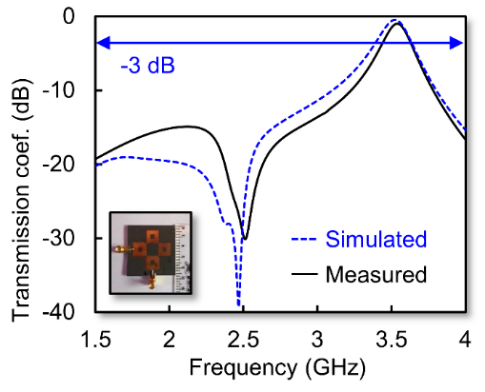 Transmission coef. (dB)
0
-10
-20
-30
-40
-3 dB
Simulated
Measured
1.5
2
2.5
3
3.5
4
Frequency (GHz)